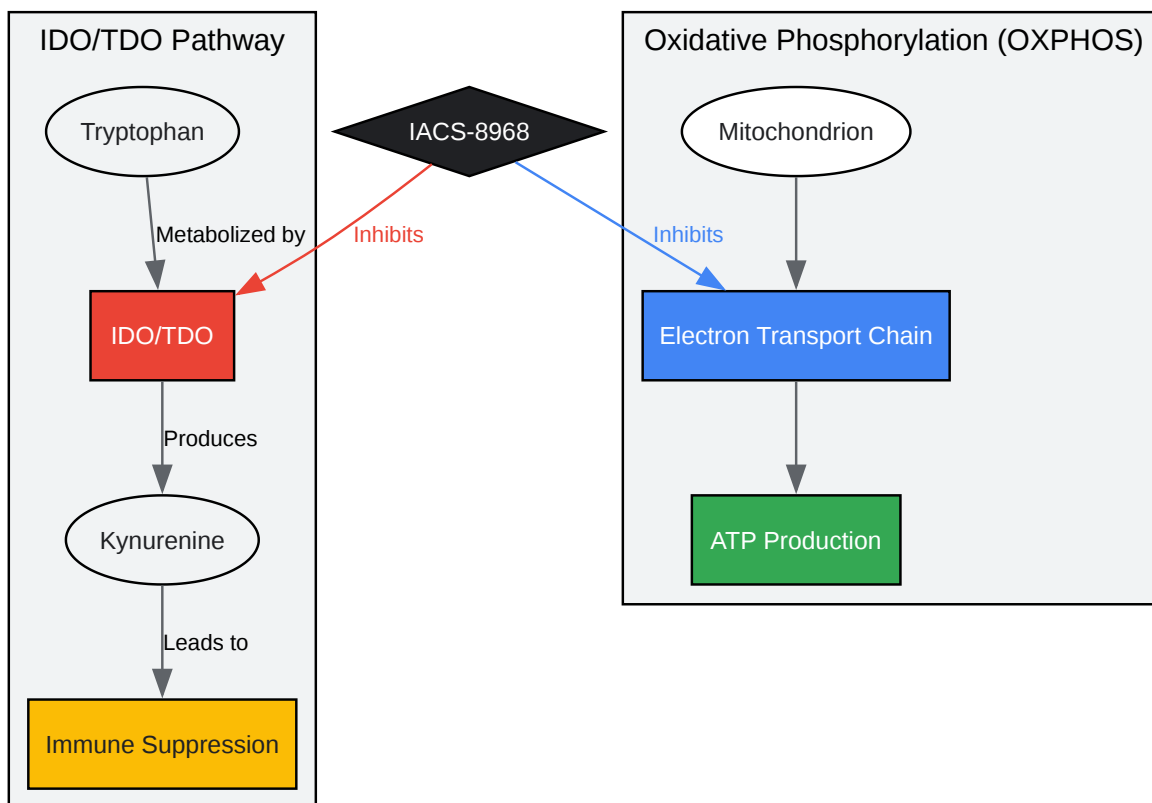 IDO/TDO Pathway
Oxidative Phosphorylation (OXPHOS)
Tryptophan
IACS-8968
Mitochondrion
Metabolized by
Inhibits
Inhibits
IDO/TDO
Electron Transport Chain
Produces
Kynurenine
ATP Production
Leads to
Immune Suppression